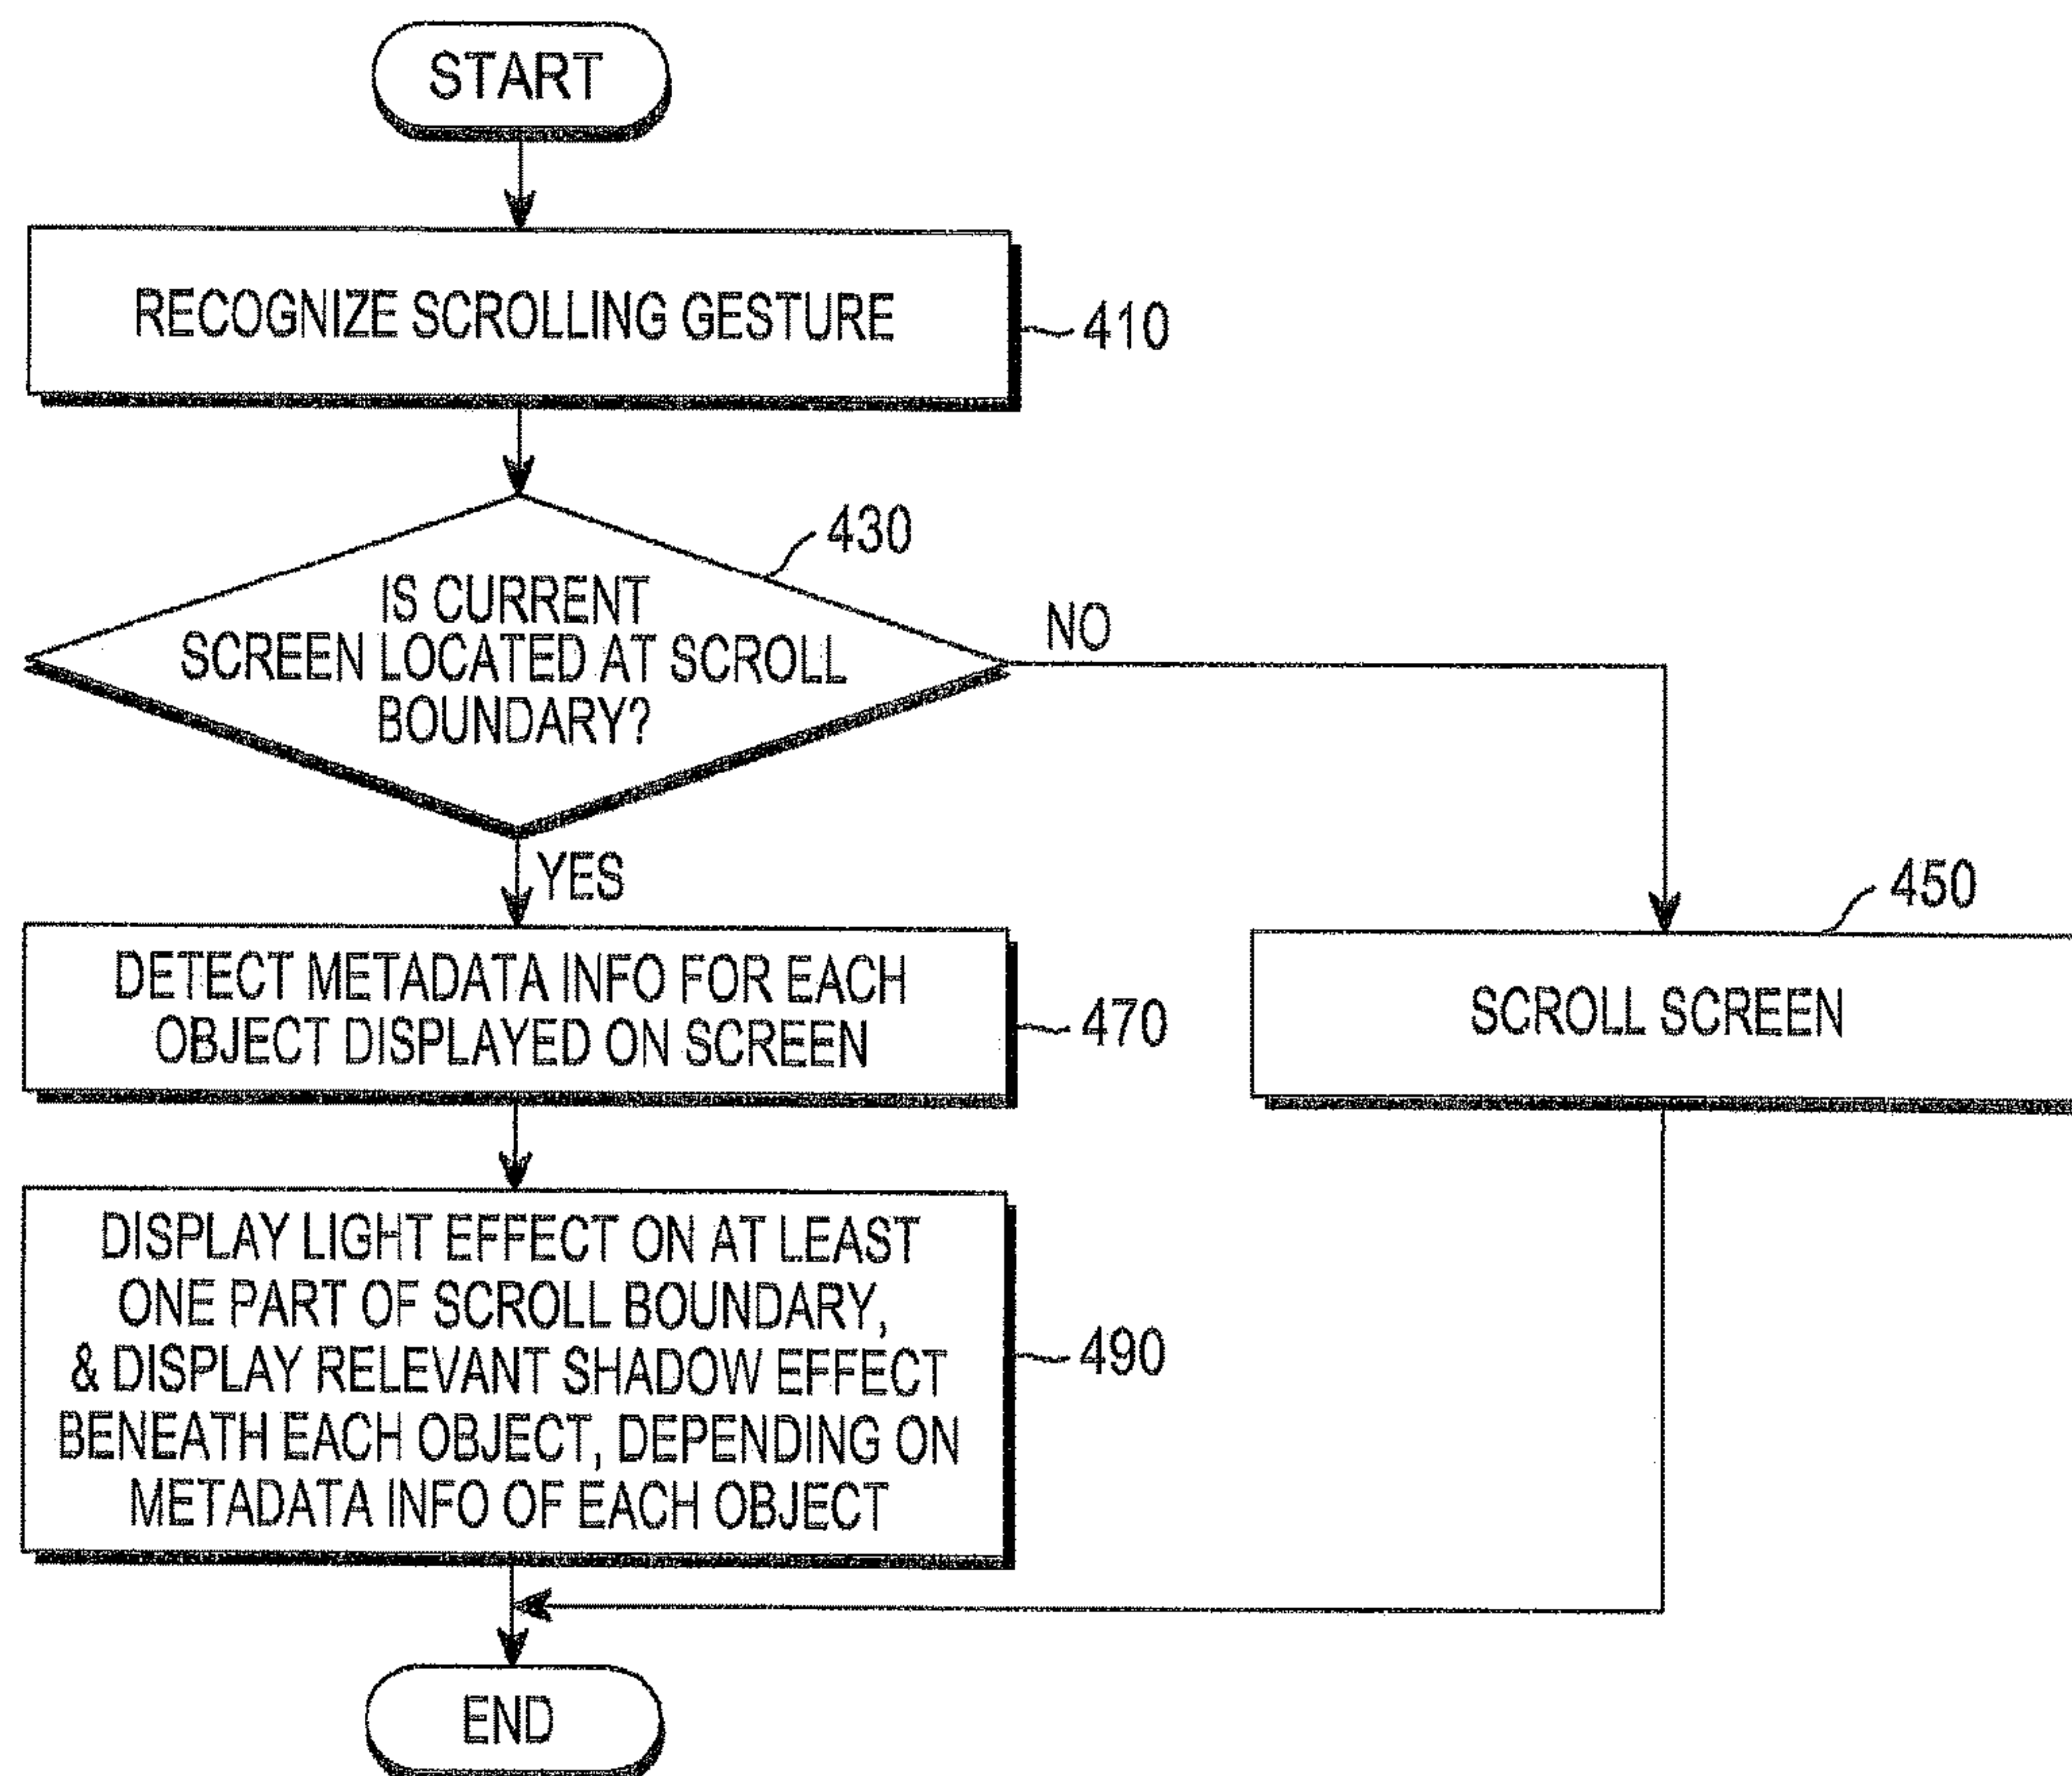 START
RECOGNIZE SCROLLING GESTURE
410
430
IS CURRENT
SCREEN LOCATED AT SCROLL
BOUNDARY?
NO
YES
450
DETECT METADATA INFO FOR EACH
OBJECT DISPLAYED ON SCREEN
470
SCROLL SCREEN
DISPLAY LIGHT EFFECT ON AT LEAST
ONE PART OF SCROLL BOUNDARY,
& DISPLAY RELEVANT SHADOW EFFECT
BENEATH EACH OBJECT, DEPENDING ON
METADATA INFO OF EACH OBJECT
490
END